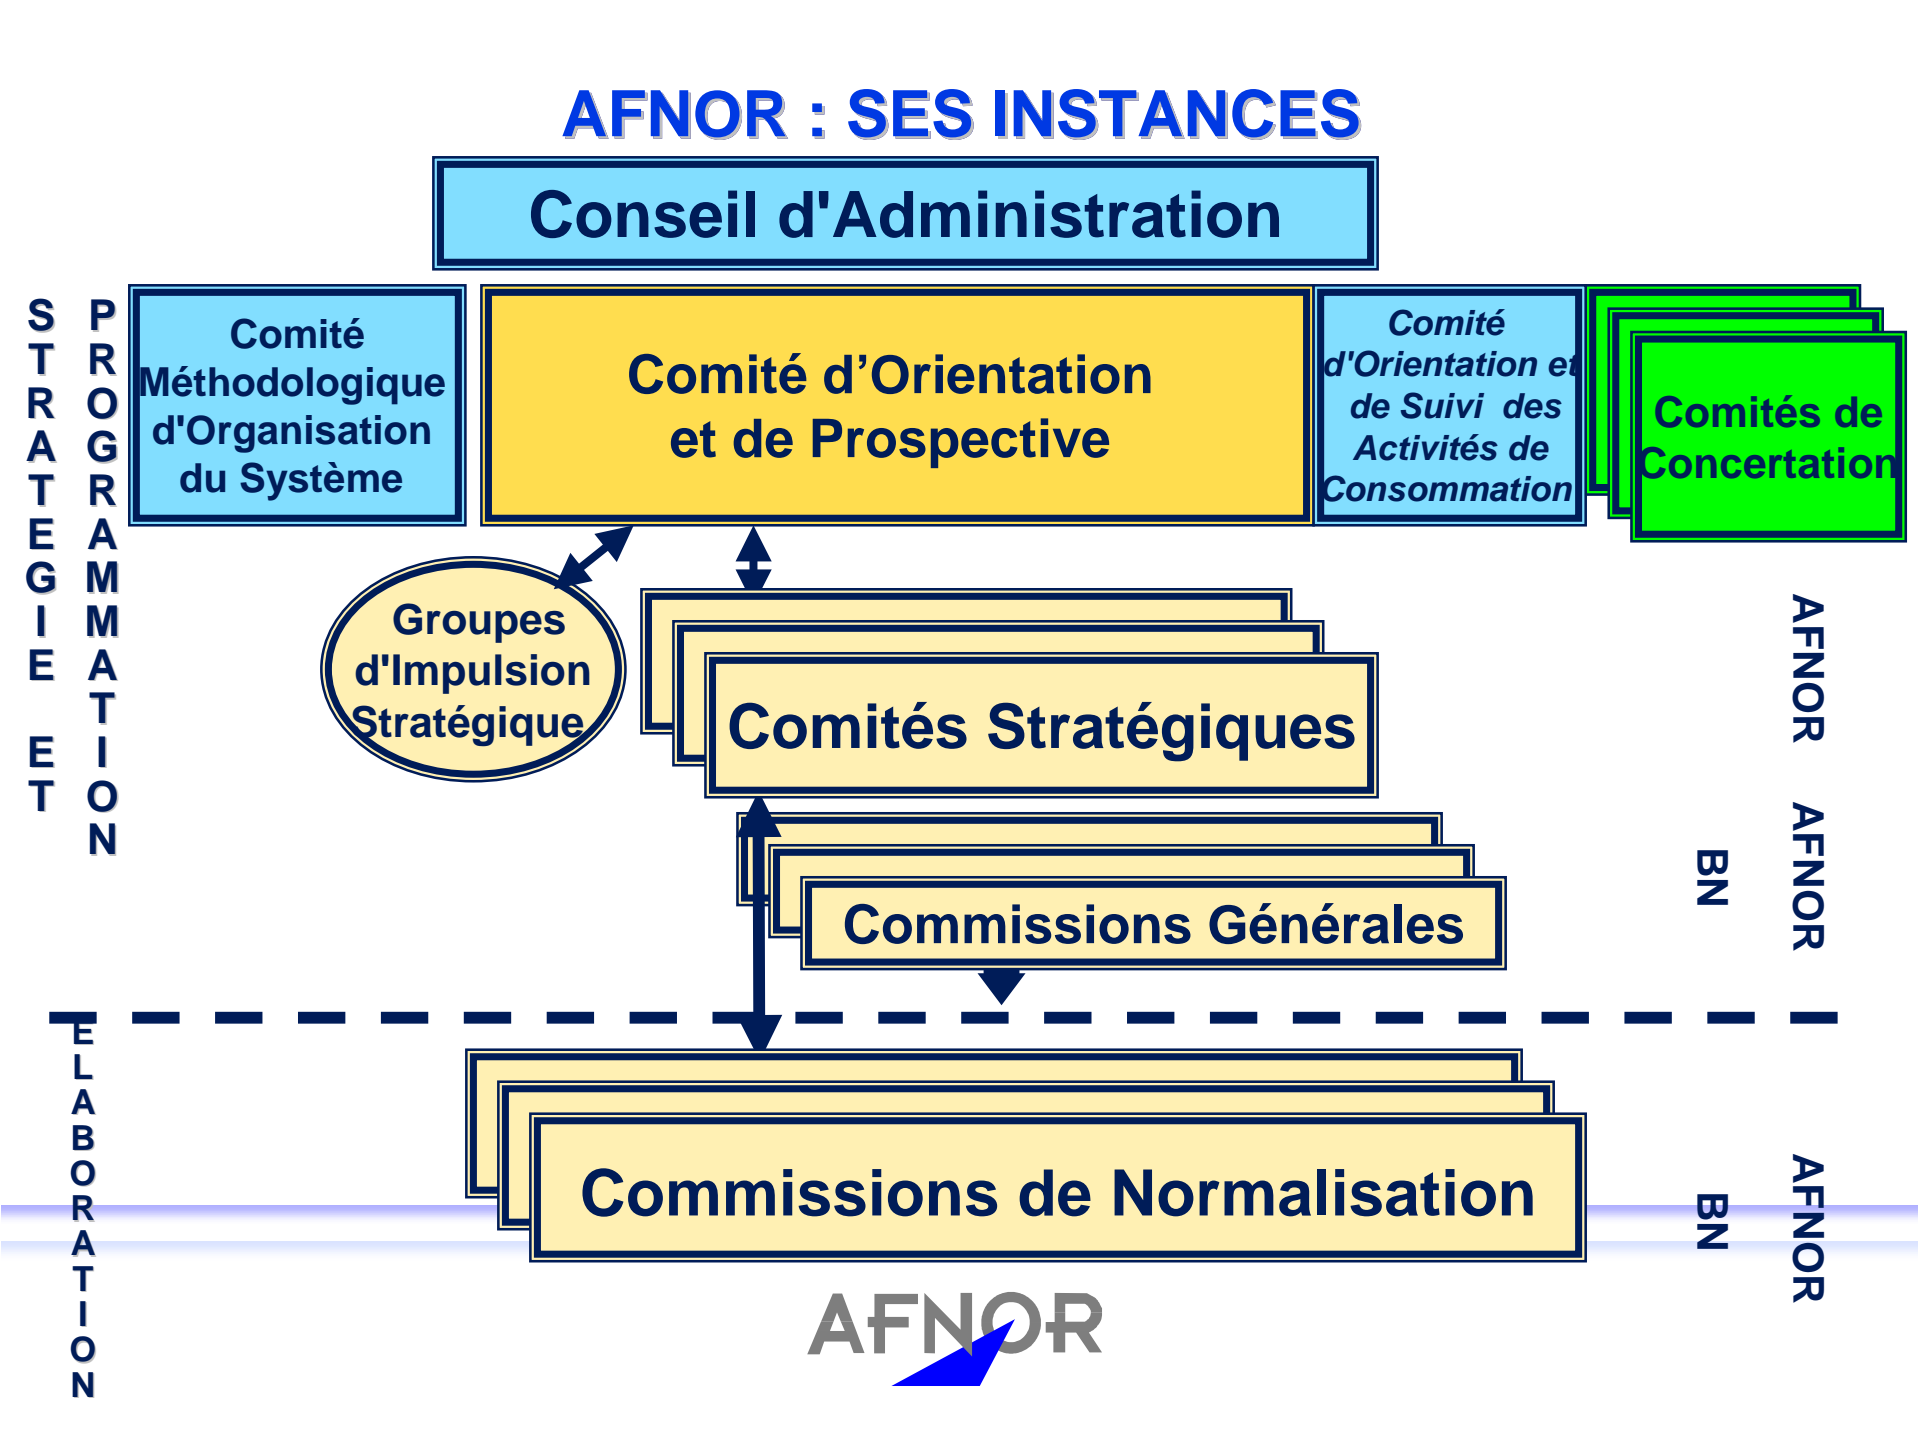 AFNOR : SES INSTANCES
Conseil d'Administration
STRATEGIE ET
PROGRAMMATION
Comité
Méthodologique
d'Organisation
du Système
Comité d’Orientation
et de Prospective
Comité
d'Orientation et
de Suivi des
Activités de
Consommation
Comités de
Concertation
Groupes
d'Impulsion
Stratégique
Comités Stratégiques
AFNOR
Commissions Générales
BN
AFNOR
ELABORATION
Commissions de Normalisation
BN
AFNOR
AFNOR